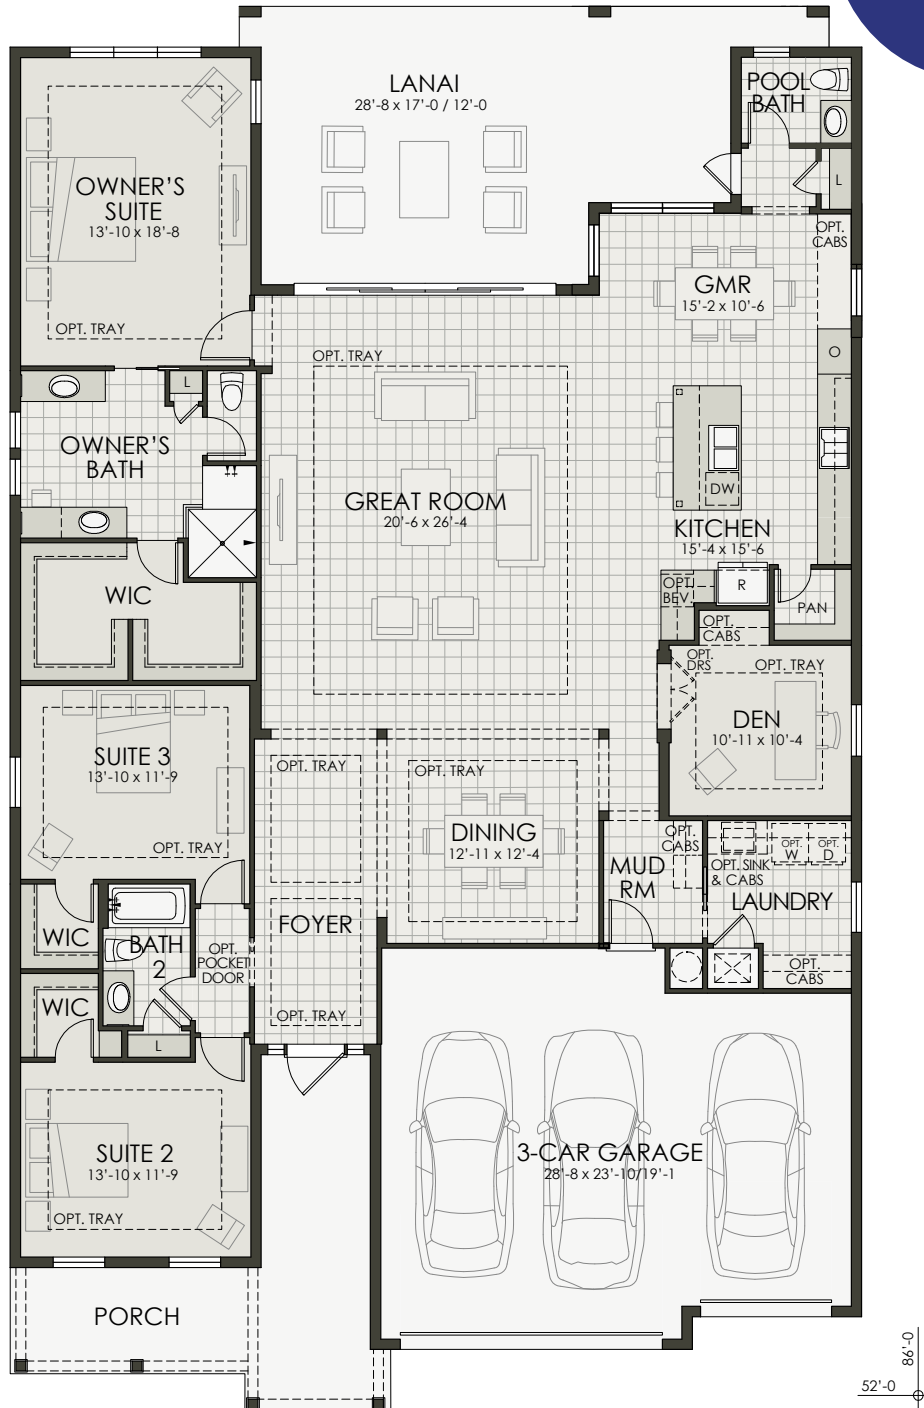 LANAI
28'-8 x 17'-0 / 12'-0
POOL
BATH
L
OWNER'S
SUITE
13'-10 x 18'-8
OPT. TRAY
OPT.
CABS
GMR
15'-2 x 10'-6
O
OPT. TRAY
L
OWNER'S
BATH
GREAT ROOM
20'-6 x 26'-4
DW
KITCHEN
15'-4 x 15'-6
WIC
OPT.
BEV.
R
PAN
OPT.
CABS
OPT.
DRS
OPT. TRAY
DEN
10'-11 x 10'-4
SUITE 3
13'-10 x 11'-9
OPT. TRAY
OPT. TRAY
OPT. TRAY
DINING
12'-11 x 12'-4
OPT.
CABS
MUD
RM
OPT.
W
OPT.
D
OPT. SINK
& CABS
LAUNDRY
OPT.
CABS
WIC
BATH
2
OPT.
POCKET
DOOR
FOYER
OPT. TRAY
WIC
L
SUITE 2
13'-10 x 11'-9
OPT. TRAY
3-CAR GARAGE
28'-8 x 23'-10/19'-1
PORCH
86'-0
52'-0